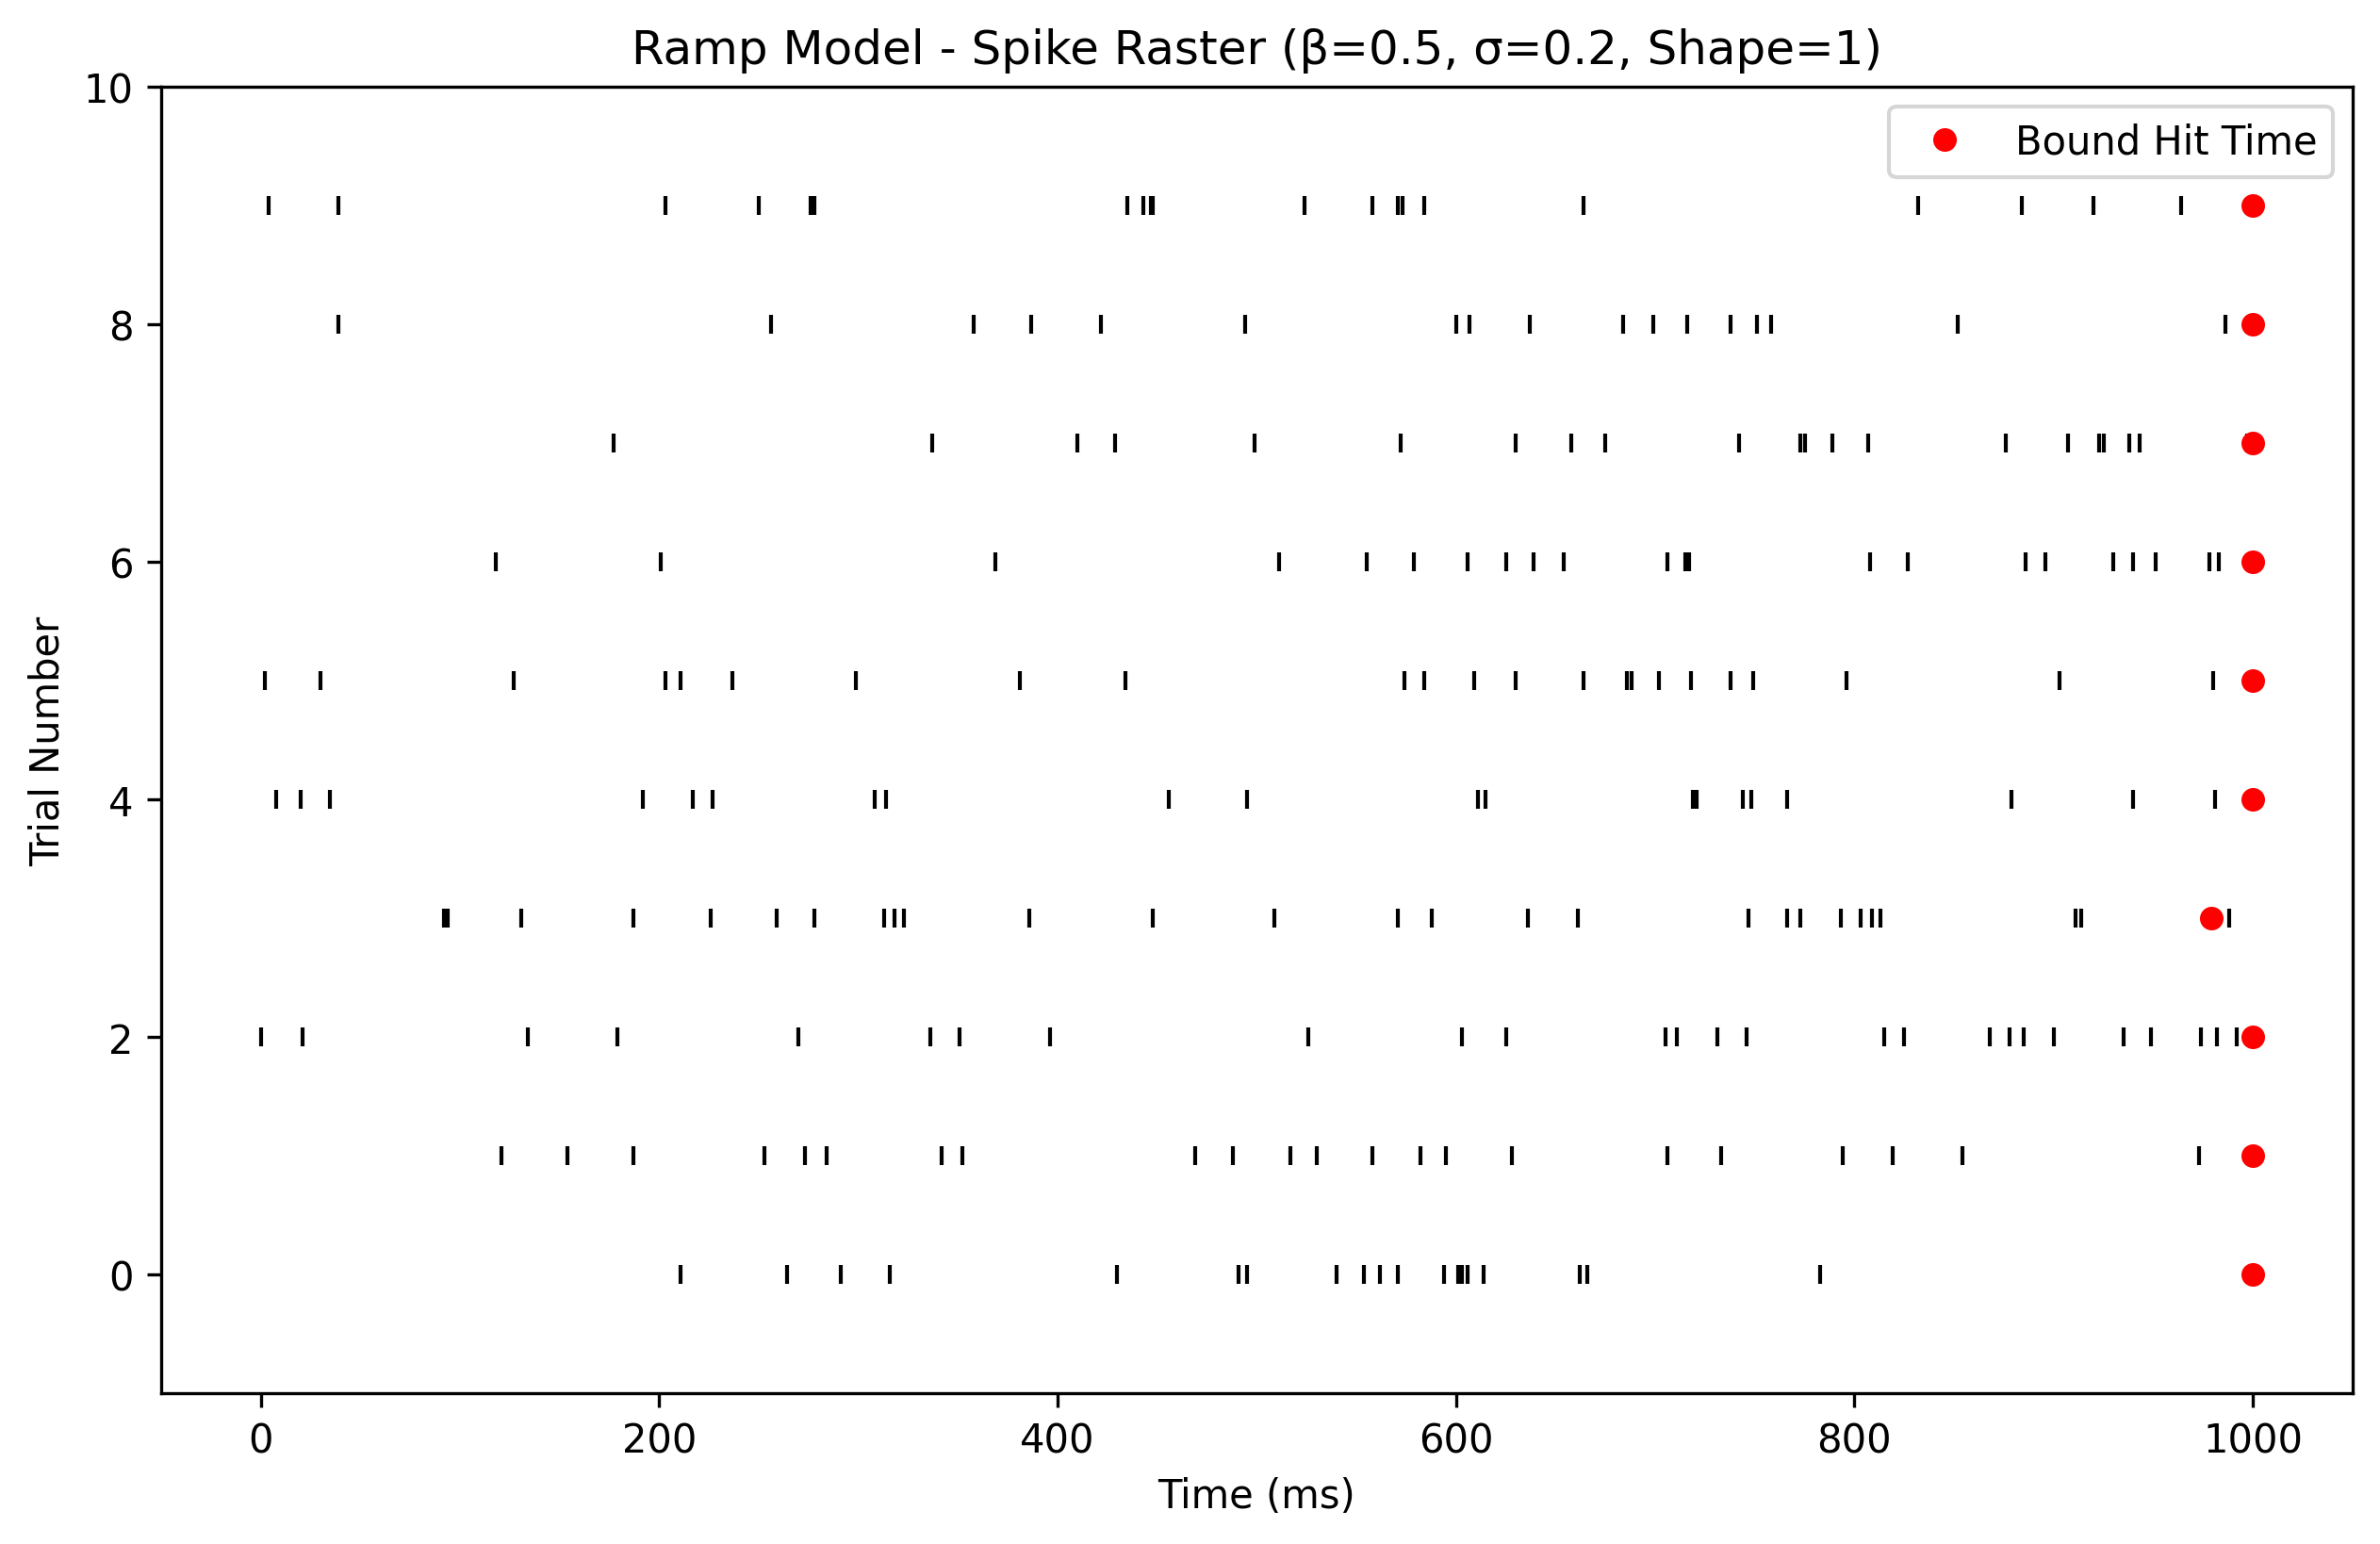 Ramp Model - Spike Raster (β=0.5, σ=0.2, Shape=1)
Bound Hit Time
Trial Number
10
8
6
4
2
0
0 200 400 600 800 1000
Time (ms)